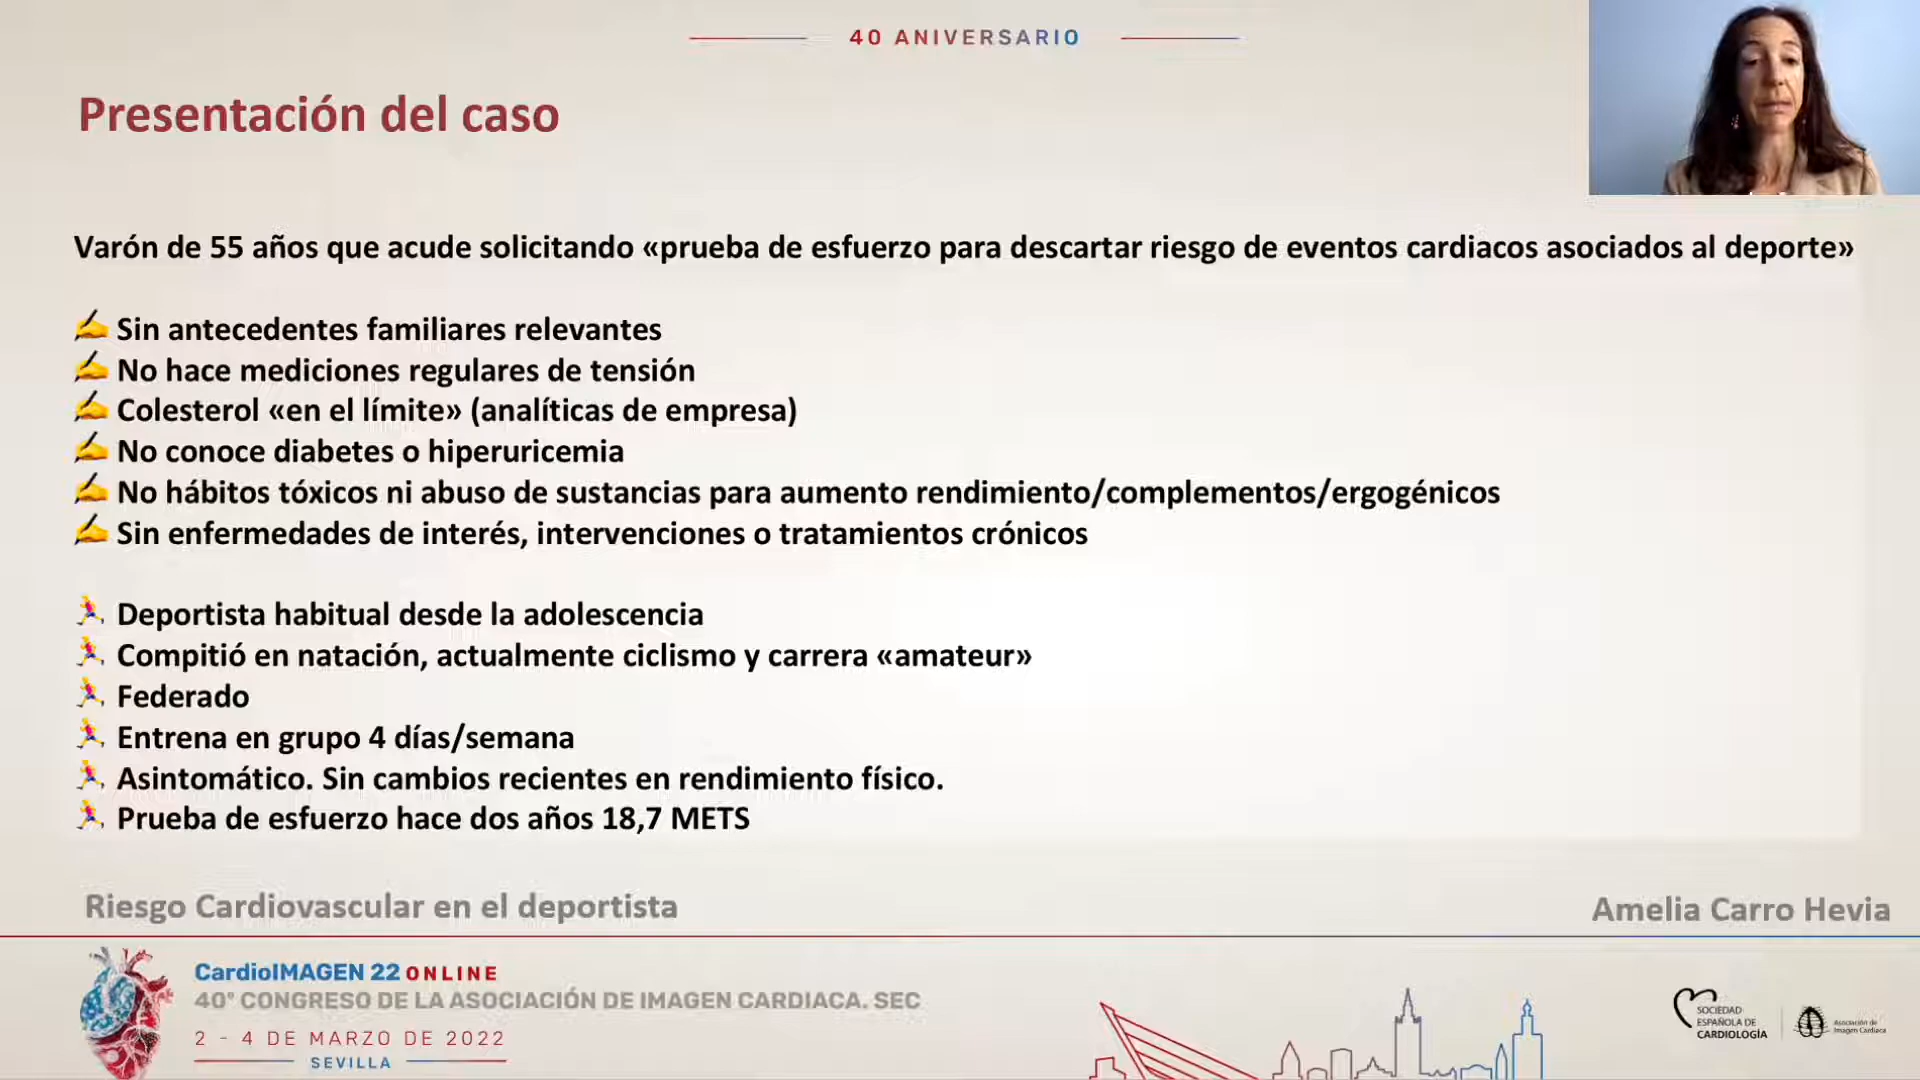 40 ANIVERSARIO
Presentación del caso
Varón de 55 años que acude solicitando «prueba de esfuerzo para descartar riesgo de eventos cardiacos asociados al deporte»
Sin antecedentes familiares relevantes
No hace mediciones regulares de tensión
Colesterol «en el límite» (analíticas de empresa)
No conoce diabetes o hiperuricemia
No hábitos tóxicos ni abuso de sustancias para aumento rendimiento/complementos/ergogénicos
Sin enfermedades de interés, intervenciones o tratamientos crónicos
Deportista habitual desde la adolescencia
Compitió en natación, actualmente ciclismo y carrera «amateur»
Federado
Entrena en grupo 4 días/semana
Asintomático. Sin cambios recientes en rendimiento físico.
Prueba de esfuerzo hace dos años 18,7 METS
Riesgo Cardiovascular en el deportista
Amelia Carro Hevia
CardioIMAGEN 22 ONLINE
40º CONGRESO DE LA ASOCIACIÓN DE IMAGEN CARDIACA. SEC
2 - 4 DE MARZO DE 2022
SEVILLA
SOCIEDAD
ESPAÑOLA DE
CARDIOLOGÍA
Asociación de
Imagen Cardiaca